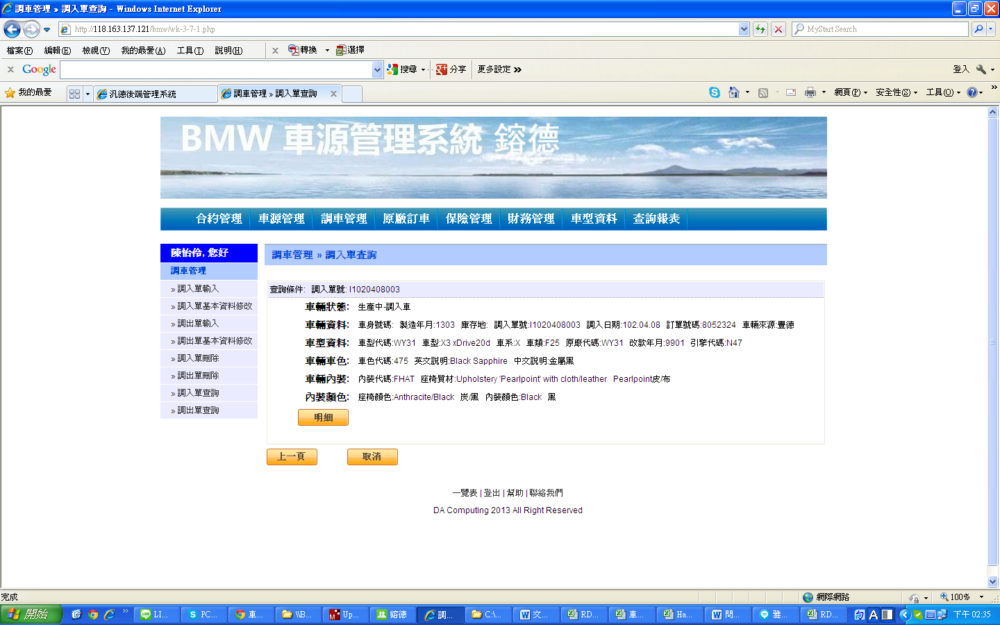 調車管理 » 調入單查詢 - Windows Internet Explorer
http://118.163.137.121/bmw/wk-3-7-1.php
MyStart Search
檔案(F) 編輯(E) 檢視(V) 我的最愛(A) 工具(T) 說明(H) x 轉換 選擇
x Google 搜尋 分享 更多設定 » 登入
我的最愛 汎德後端管理系統 調車管理 » 調入單查詢 x 網頁(P) 安全性(S) 工具(O) »
BMW 車源管理系統 鎔德
合約管理 車源管理 調車管理 原廠訂車 保險管理 財務管理 車型資料 查詢報表
陳怡伶, 您好
調車管理
» 調入單輸入
» 調入單基本資料修改
» 調出單輸入
» 調出單基本資料修改
» 調入單刪除
» 調出單刪除
» 調入單查詢
» 調出單查詢
調車管理 » 調入單查詢
查詢條件: 調入單號: I1020408003
車輛狀態: 生產中-調入車
車輛資料: 車身號碼: 製造年月:1303 庫存地: 調入單號:I1020408003 調入日期:102.04.08 訂單號碼:8052324 車輛來源:豐德
車型資料: 車型代碼:WY31 車型:X3 xDrive20d 車系:X 車類:F25 原廠代碼:WY31 改款年月:9901 引擎代碼:N47
車輛車色: 車色代碼:475 英文說明:Black Sapphire 中文說明:金屬黑
車輛內裝: 內裝代碼:FHAT 座椅質材:Upholstery 'Pearlpoint' with cloth/leather Pearlpoint皮/布
內裝顏色: 座椅顏色:Anthracite/Black 炭/黑 內裝顏色:Black 黑
明細
上一頁 取消
一覽表 | 登出 | 幫助 | 聯絡我們
DA Computing 2013 All Right Reserved
完成 網際網路 100%
開始 » LI... PC... 車... \\B... Up... 鎔德 調... C:\... 文... RD... 車... Ha... 問... 雅... RD... A 下午 02:35